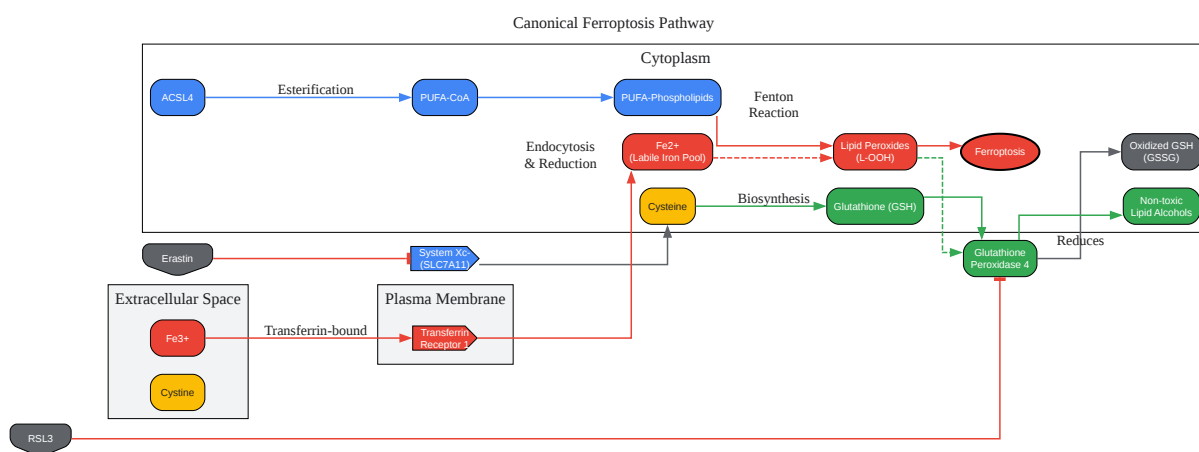 Canonical Ferroptosis Pathway
Cytoplasm
ACSL4
Esterification
PUFA-CoA
PUFA-Phospholipids
Fenton
Reaction
Endocytosis
& Reduction
Fe2+
(Labile Iron Pool)
Lipid Peroxides
(L-OOH)
Ferroptosis
Oxidized GSH
(GSSG)
Cysteine
Biosynthesis
Glutathione (GSH)
Non-toxic
Lipid Alcohols
Reduces
Erastin
System Xc-
(SLC7A11)
Glutathione
Peroxidase 4
Extracellular Space
Plasma Membrane
Fe3+
Transferrin-bound
Transferrin
Receptor 1
Cystine
RSL3